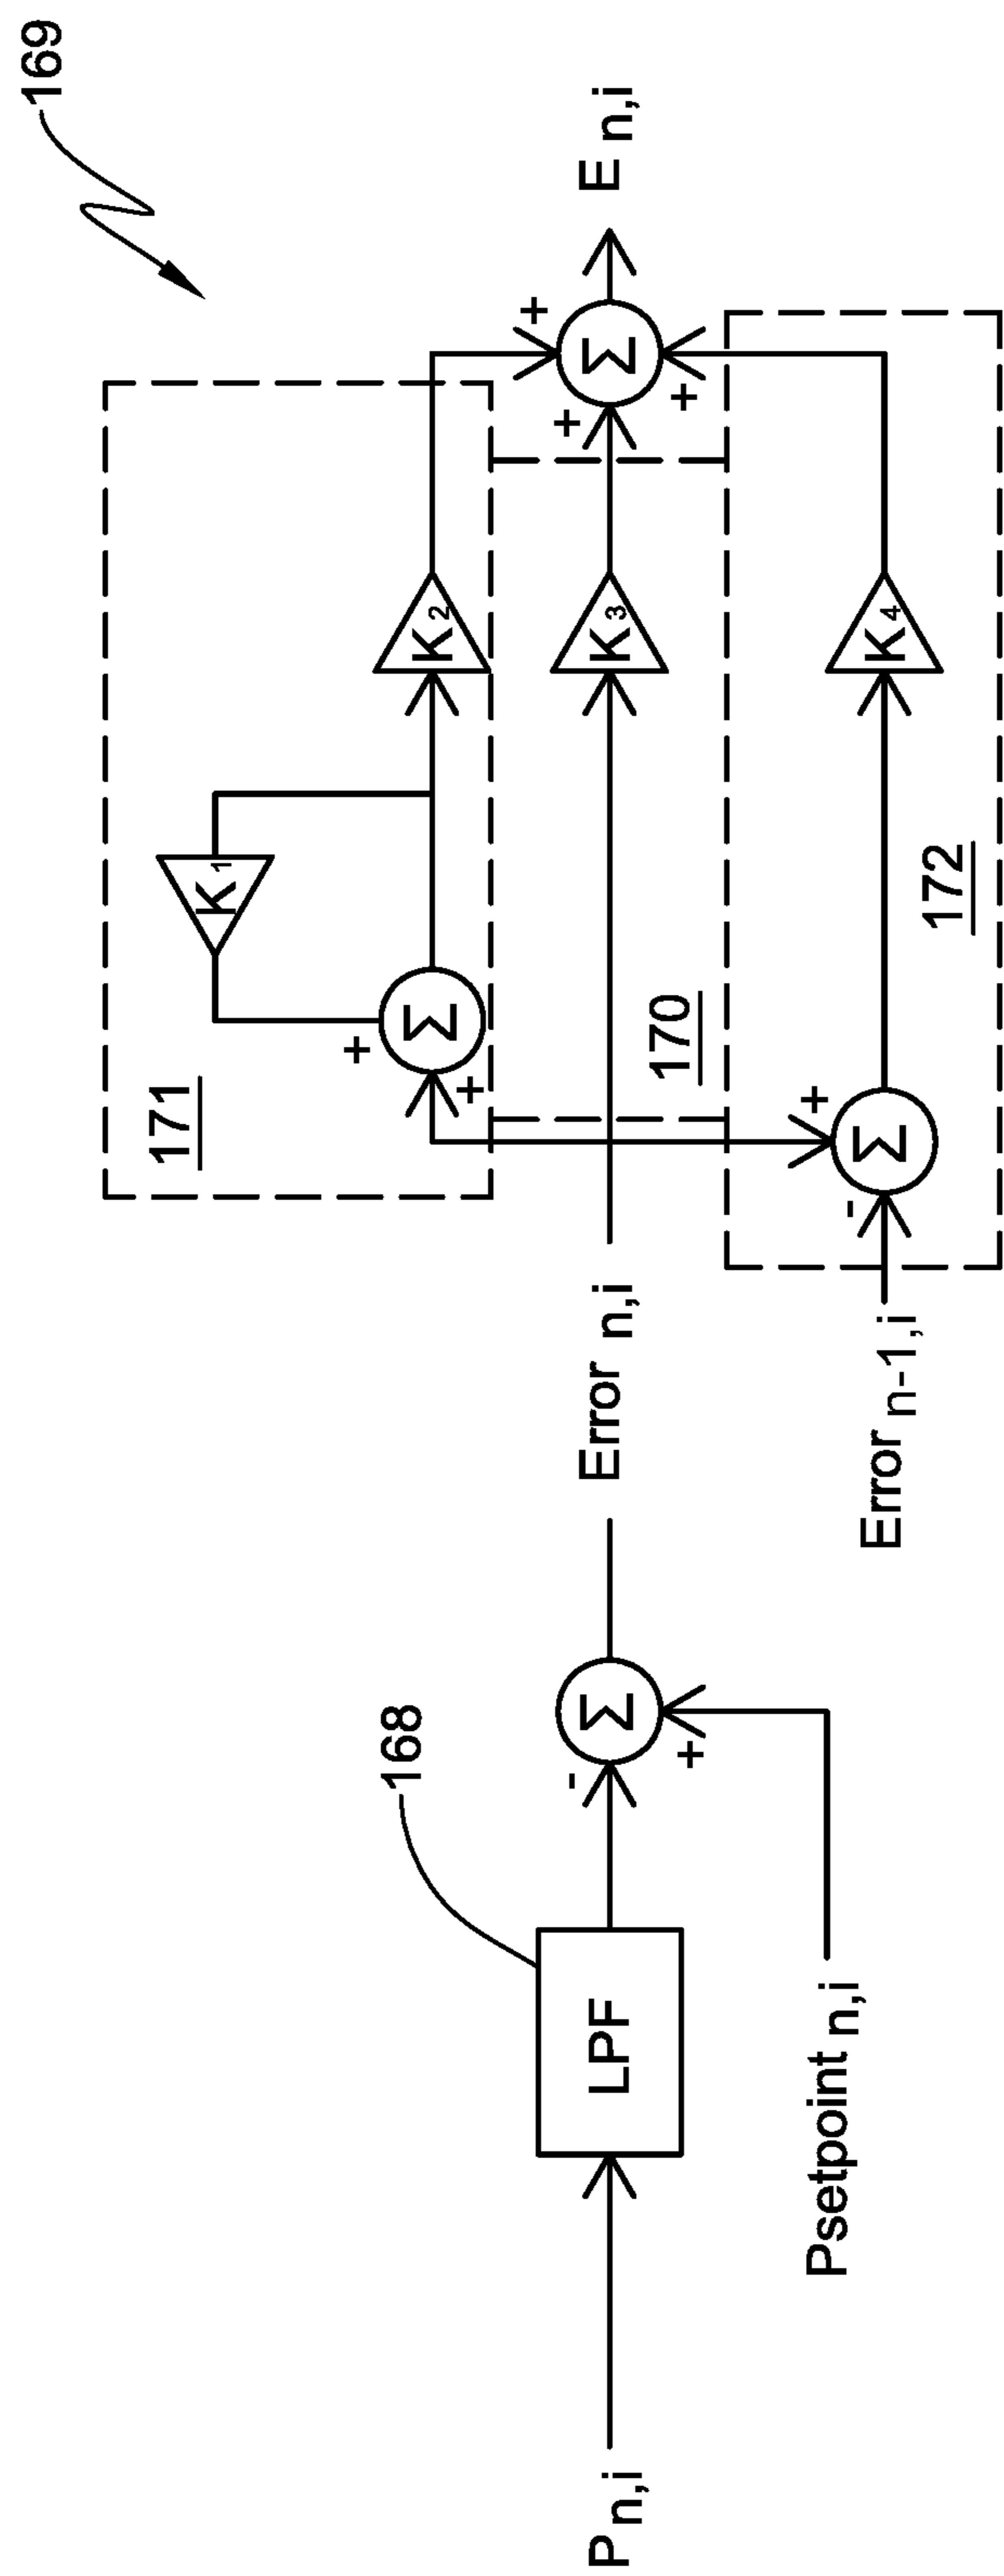 169
171
K1
+
+
Σ
K2
+
+
+
Σ
E n,i
P n,i
LPF
168
-
+
Σ
Psetpoint n,i
Error n,i
170
K3
Error n-1,i
-
+
Σ
172
K4